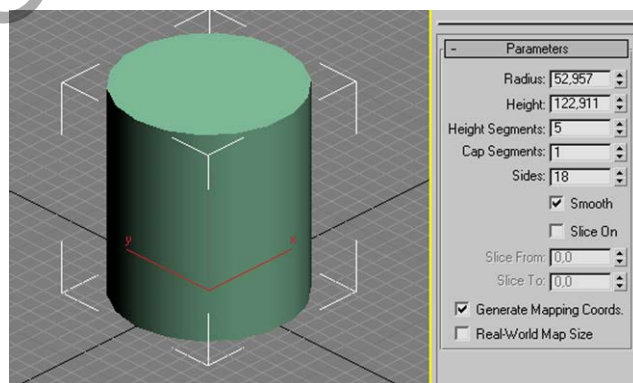 - Parameters
Radius: 52,957
Height: 122,911
Height Segments: 5
Cap Segments: 1
Sides: 18
Smooth
Slice On
Slice From: 0,0
Slice To: 0,0
Generate Mapping Coords.
Real-World Map Size
y
x